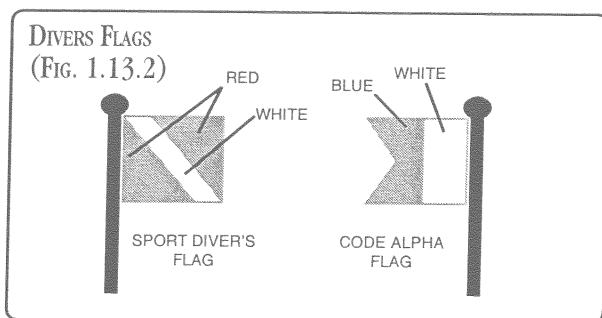 DIVERS FLAGS
(FIG. 1.13.2)
RED
WHITE
BLUE
WHITE
SPORT DIVER'S
FLAG
CODE ALPHA
FLAG